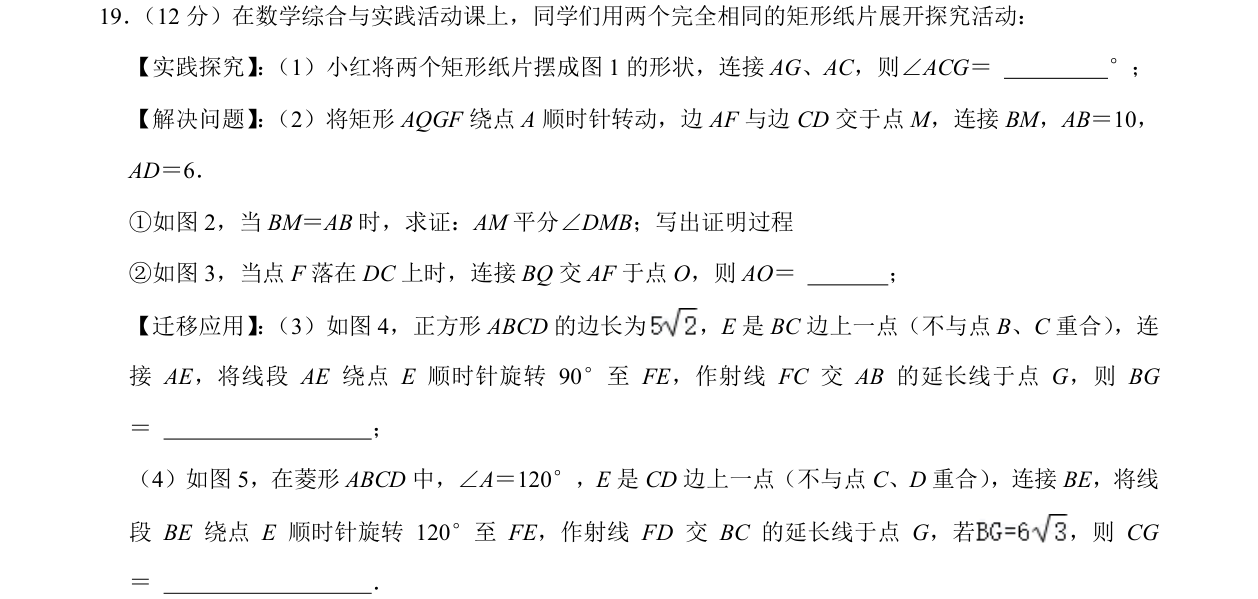 19.（12 分）在数学综合与实践活动课上，同学们用两个完全相同的矩形纸片展开探究活动：
【实践探究】：（1）小红将两个矩形纸片摆成图 1 的形状，连接 AG、AC，则∠ACG＝ ________°；
【解决问题】：（2）将矩形 AQGF 绕点 A 顺时针转动，边 AF 与边 CD 交于点 M，连接 BM，AB＝10，
AD＝6．
①如图 2，当 BM＝AB 时，求证：AM 平分∠DMB；写出证明过程
②如图 3，当点 F 落在 DC 上时，连接 BQ 交 AF 于点 O，则 AO＝ ______；
【迁移应用】：（3）如图 4，正方形 ABCD 的边长为5√2，E 是 BC 边上一点（不与点 B、C 重合），连
接 AE，将线段 AE 绕点 E 顺时针旋转 90° 至 FE，作射线 FC 交 AB 的延长线于点 G，则 BG
＝ ________________；
（4）如图 5，在菱形 ABCD 中，∠A＝120°，E 是 CD 边上一点（不与点 C、D 重合），连接 BE，将线
段 BE 绕点 E 顺时针旋转 120° 至 FE，作射线 FD 交 BC 的延长线于点 G，若BG=6√3，则 CG
＝ ________________．